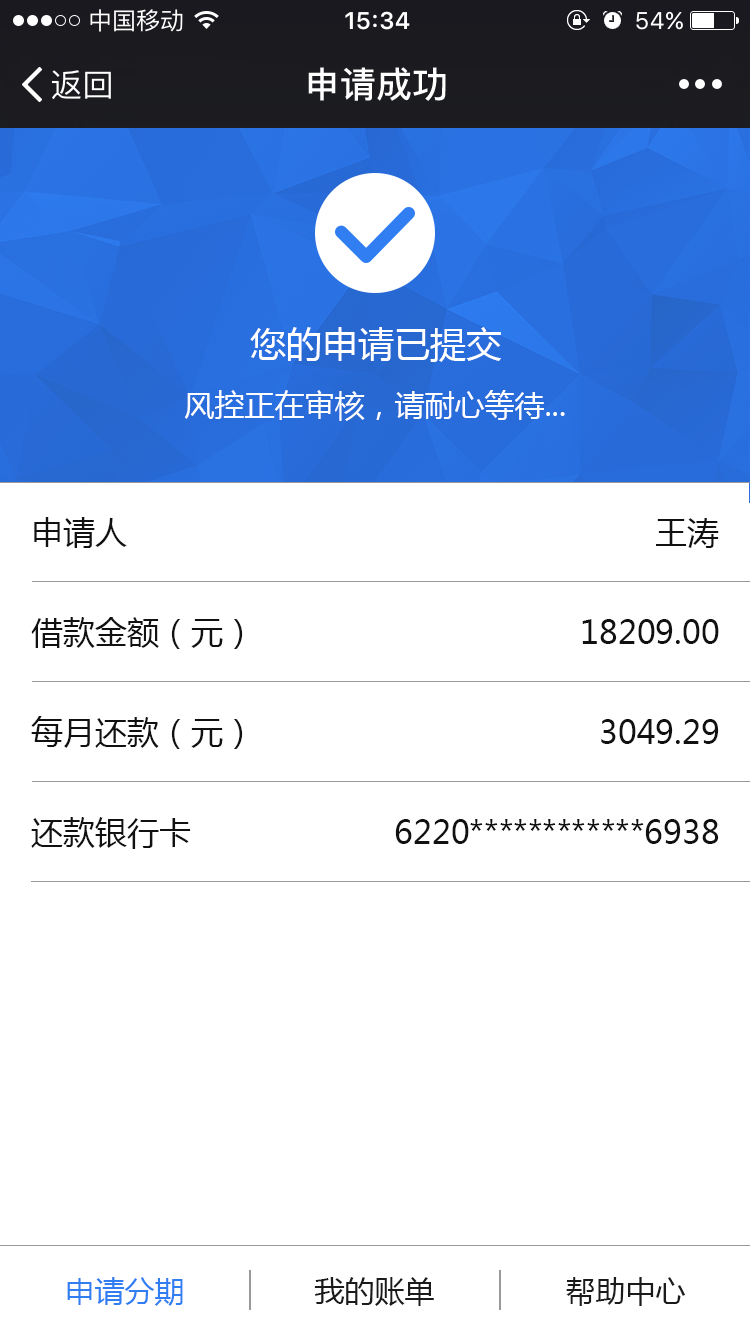 中国移动 15:34 54%
返回 申请成功
您的申请已提交
风控正在审核，请耐心等待...
申请人 王涛
借款金额（元） 18209.00
每月还款（元） 3049.29
还款银行卡 6220************6938
申请分期 我的账单 帮助中心